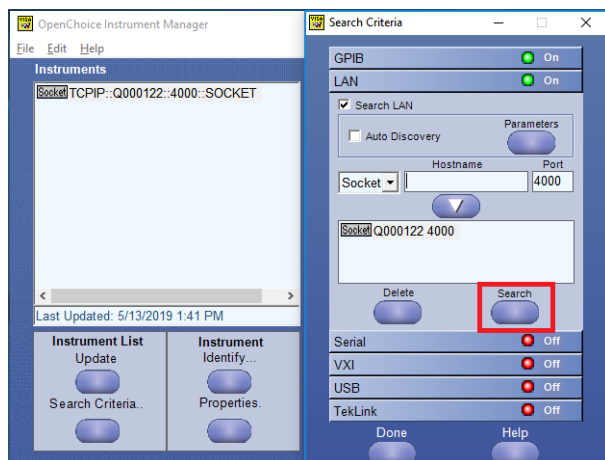 OpenChoice Instrument Manager
File Edit Help
Instruments
Socket TCPIP::Q000122::4000::SOCKET
Last Updated: 5/13/2019 1:41 PM
Instrument List
Update
Search Criteria..
Instrument
Identify...
Properties.
Search Criteria
GPIB On
LAN On
Search LAN
Auto Discovery
Parameters
Hostname Port
Socket 4000
Socket Q000122 4000
Delete Search
Serial Off
VXI Off
USB Off
TekLink Off
Done Help